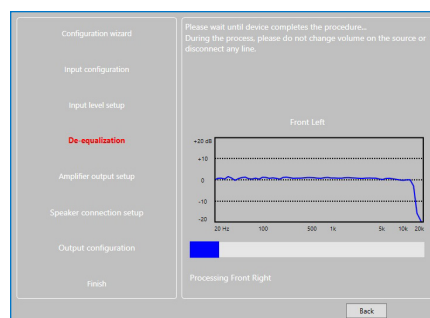 Configuration wizard
Input configuration
Input level setup
De-equalization
Amplifier output setup
Speaker connection setup
Output configuration
Finish
Please wait until device completes the procedure...
During the process, please do not change volume on the source or
disconnect any line.
Front Left
+20 dB
+10
0
-10
-20
20 Hz 100 500 1k 5k 10k 20k
Processing Front Right
Back